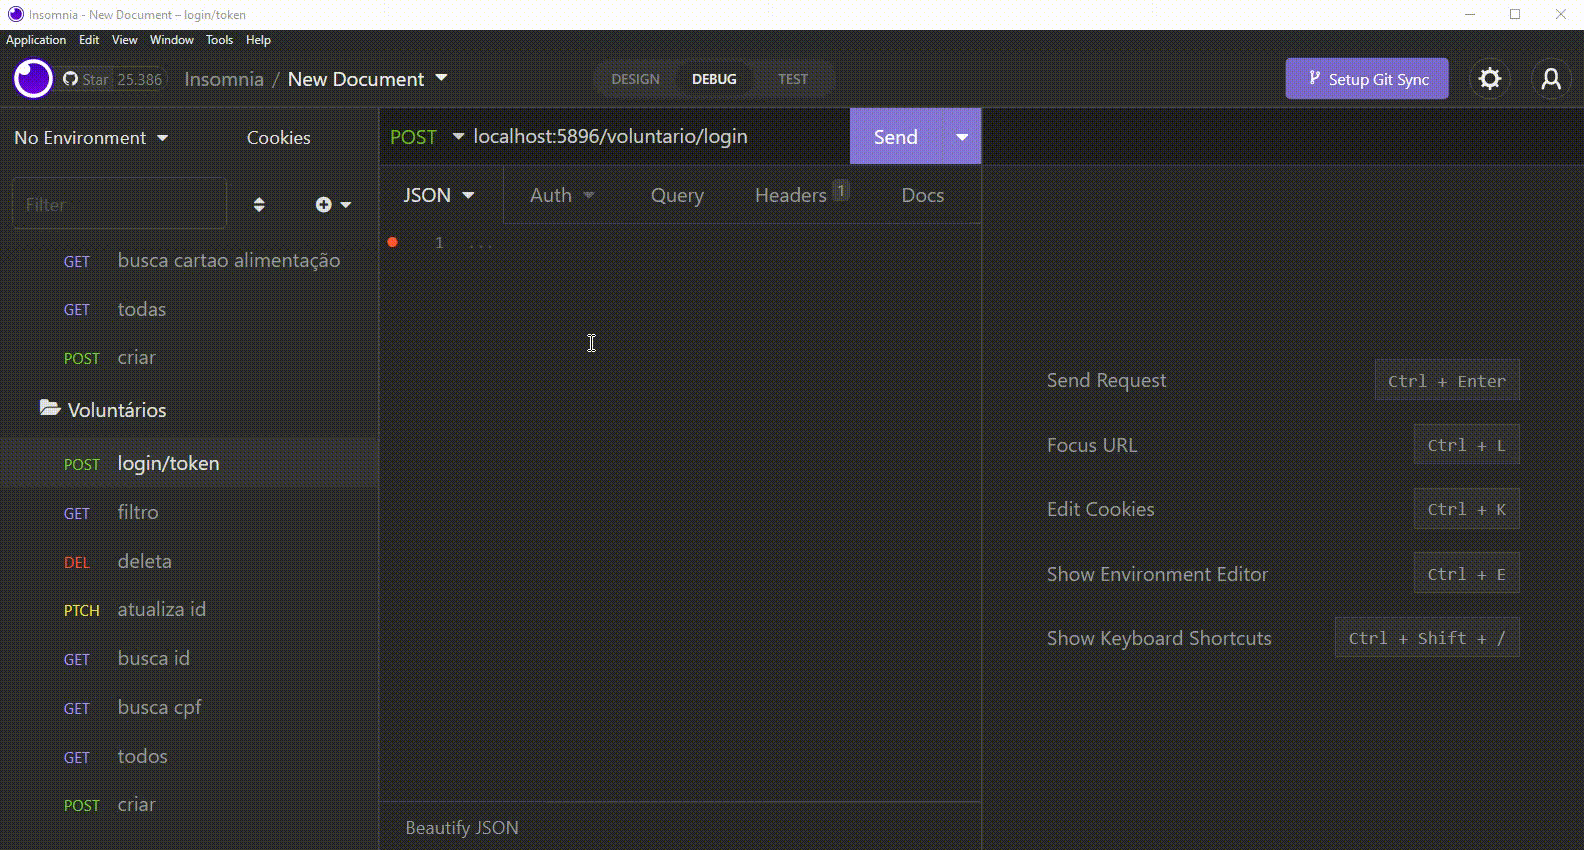 Insomnia - New Document – login/token
Application Edit View Window Tools Help
Star 25.386
Insomnia / New Document
DESIGN DEBUG TEST
Setup Git Sync
No Environment Cookies
POST localhost:5896/voluntario/login Send
Filter
JSON Auth Query Headers 1 Docs
1 ...
GET busca cartao alimentação
GET todas
POST criar
Voluntários
POST login/token
GET filtro
DEL deleta
PTCH atualiza id
GET busca id
GET busca cpf
GET todos
POST criar
Send Request Ctrl + Enter
Focus URL Ctrl + L
Edit Cookies Ctrl + K
Show Environment Editor Ctrl + E
Show Keyboard Shortcuts Ctrl + Shift + /
Beautify JSON